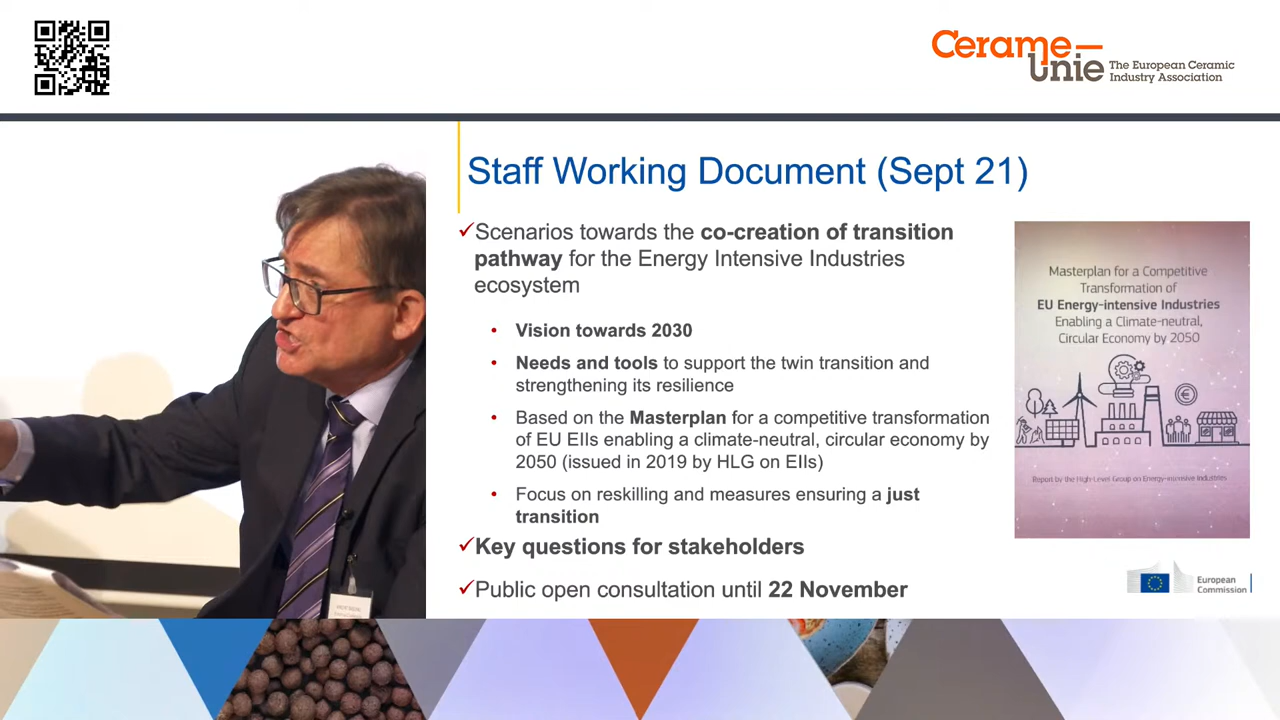 Cerame
Unie
The European Ceramic
Industry Association
Staff Working Document (Sept 21)
Scenarios towards the co-creation of transition
pathway for the Energy Intensive Industries
ecosystem
• Vision towards 2030
• Needs and tools to support the twin transition and
strengthening its resilience
• Based on the Masterplan for a competitive transformation
of EU EIIs enabling a climate-neutral, circular economy by
2050 (issued in 2019 by HLG on EIIs)
• Focus on reskilling and measures ensuring a just
transition
Key questions for stakeholders
Public open consultation until 22 November
Masterplan for a Competitive
Transformation of
EU Energy-intensive Industries
Enabling a Climate-neutral,
Circular Economy by 2050
Report by the High-Level Group on Energy-intensive Industries
European
Commission